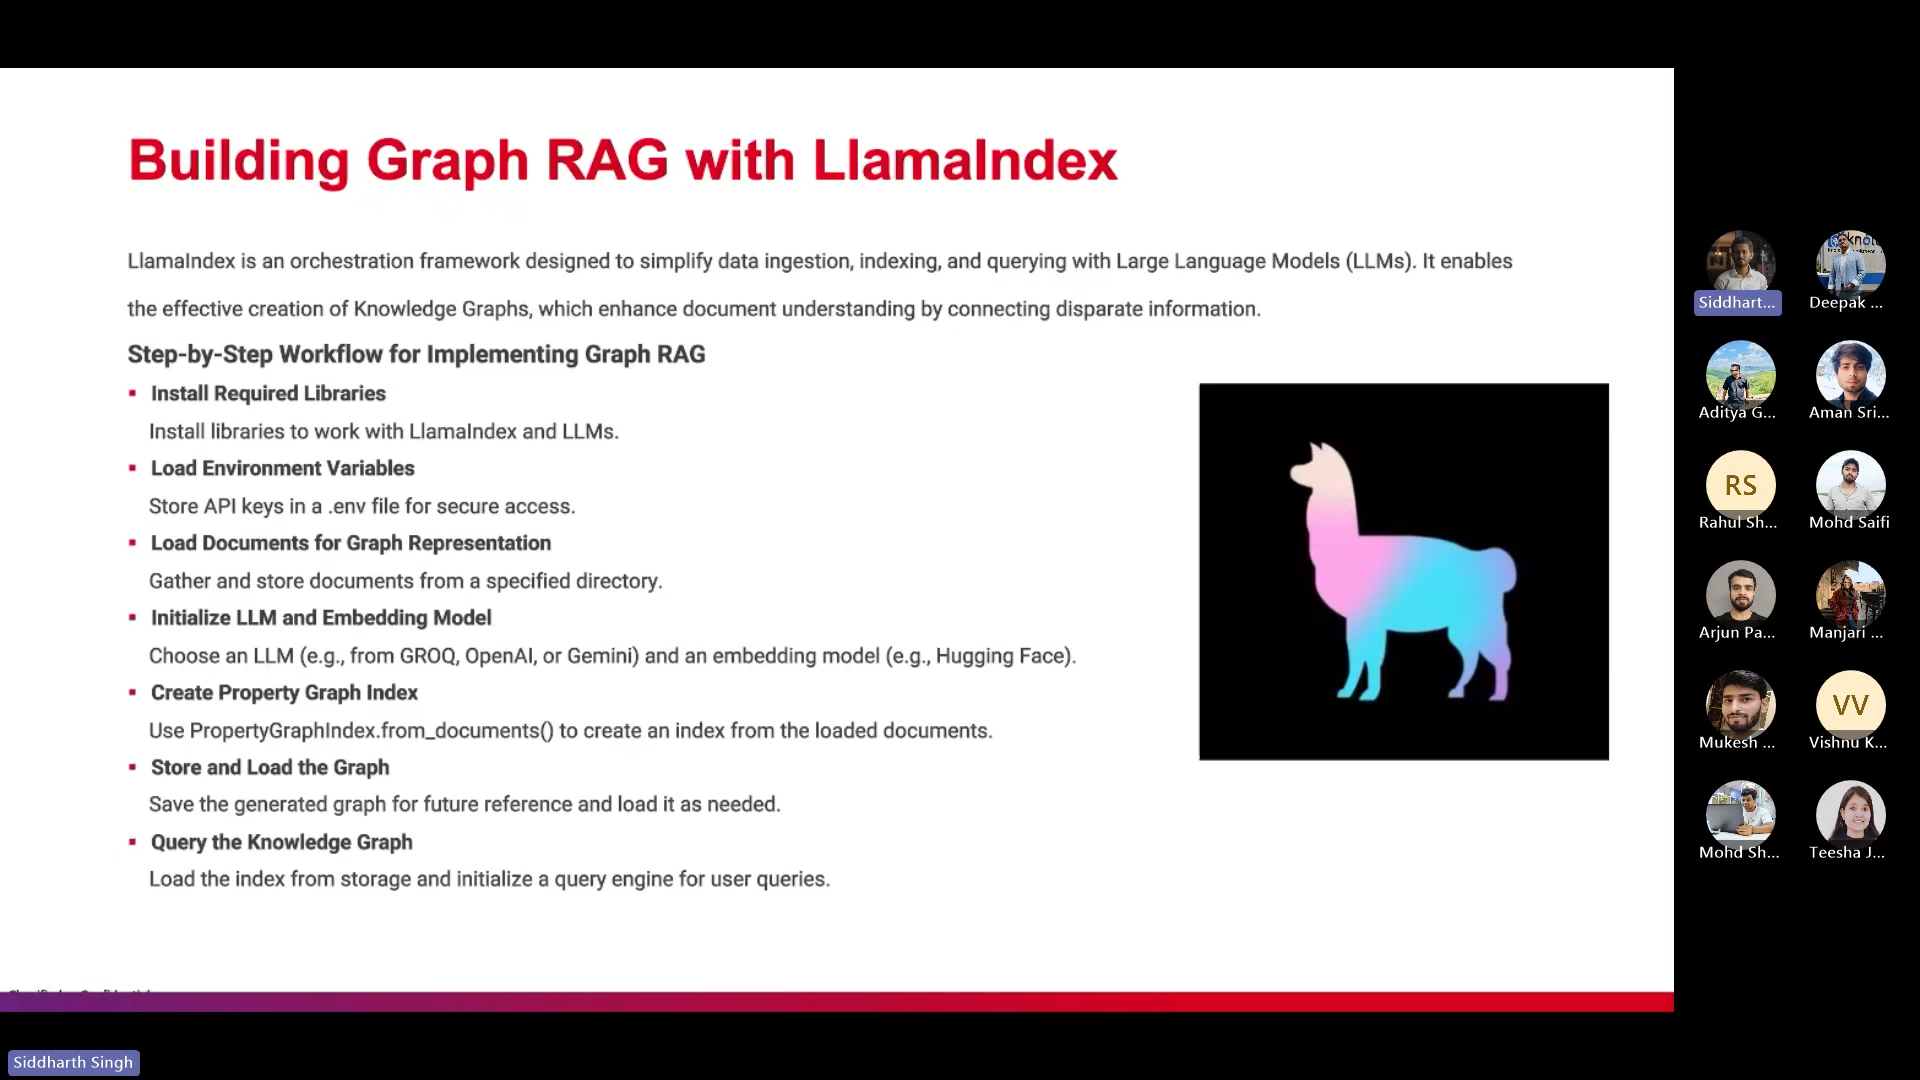 Building Graph RAG with LlamaIndex
LlamaIndex is an orchestration framework designed to simplify data ingestion, indexing, and querying with Large Language Models (LLMs). It enables
the effective creation of Knowledge Graphs, which enhance document understanding by connecting disparate information.
Step-by-Step Workflow for Implementing Graph RAG
▪ Install Required Libraries
Install libraries to work with LlamaIndex and LLMs.
▪ Load Environment Variables
Store API keys in a .env file for secure access.
▪ Load Documents for Graph Representation
Gather and store documents from a specified directory.
▪ Initialize LLM and Embedding Model
Choose an LLM (e.g., from GROQ, OpenAI, or Gemini) and an embedding model (e.g., Hugging Face).
▪ Create Property Graph Index
Use PropertyGraphIndex.from_documents() to create an index from the loaded documents.
▪ Store and Load the Graph
Save the generated graph for future reference and load it as needed.
▪ Query the Knowledge Graph
Load the index from storage and initialize a query engine for user queries.
Siddhart...
Deepak ...
Aditya G...
Aman Sri...
RS
Rahul Sh...
Mohd Saifi
Arjun Pa...
Manjari ...
Mukesh ...
VV
Vishnu K...
Mohd Sh...
Teesha J...
Siddharth Singh